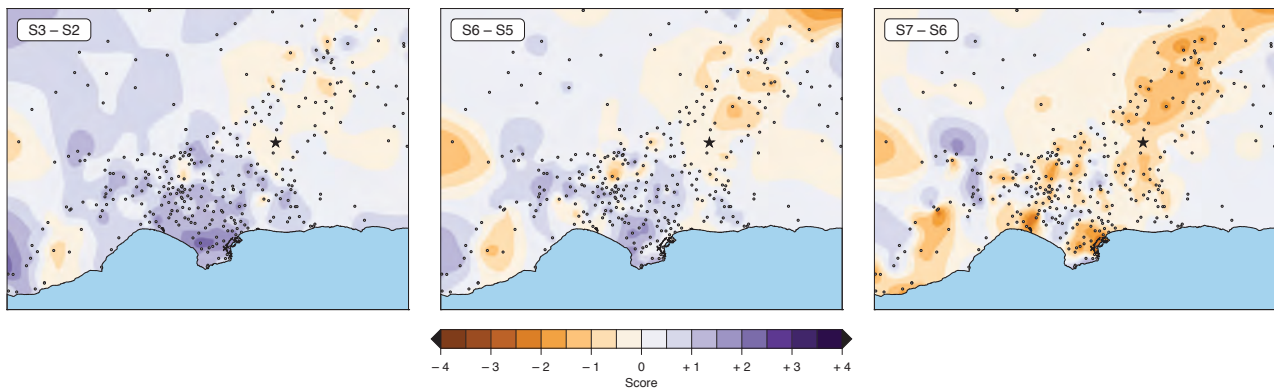 S3 – S2
S6 – S5
S7 – S6
– 4 – 3 – 2 – 1 0 + 1 + 2 + 3 + 4
Score